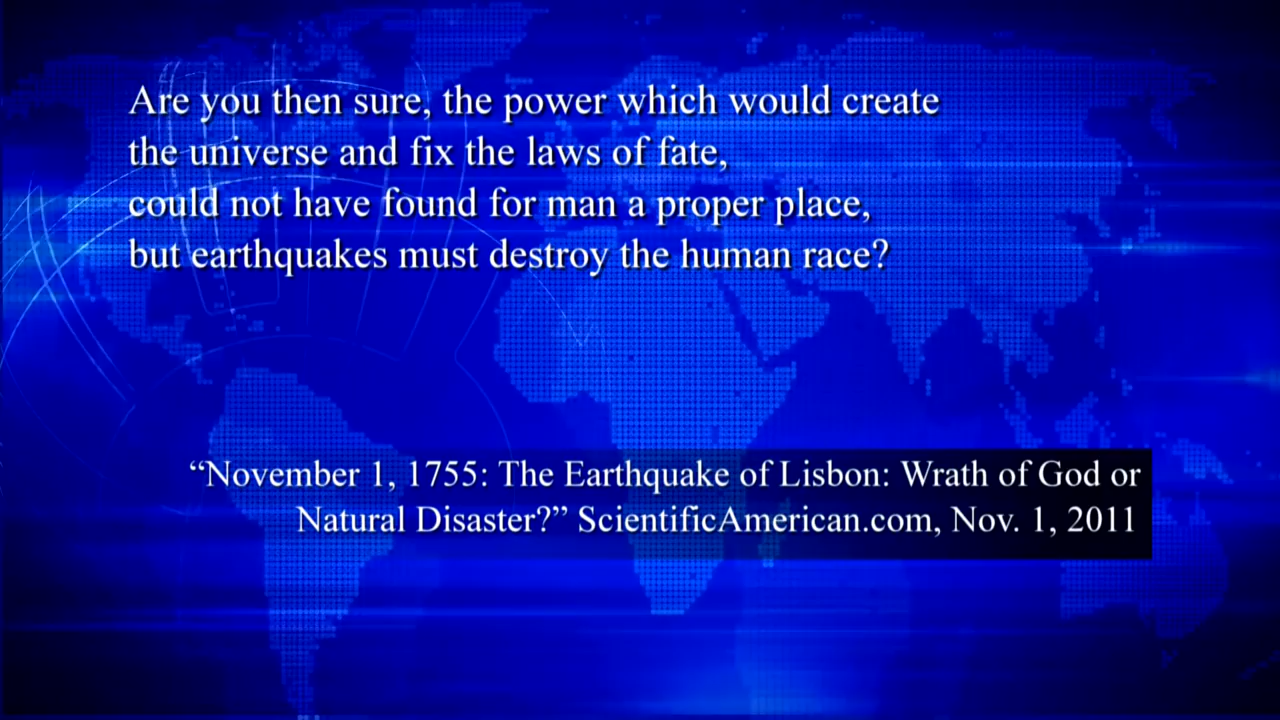 Are you then sure, the power which would create
the universe and fix the laws of fate,
could not have found for man a proper place,
but earthquakes must destroy the human race?
“November 1, 1755: The Earthquake of Lisbon: Wrath of God or
Natural Disaster?” ScientificAmerican.com, Nov. 1, 2011